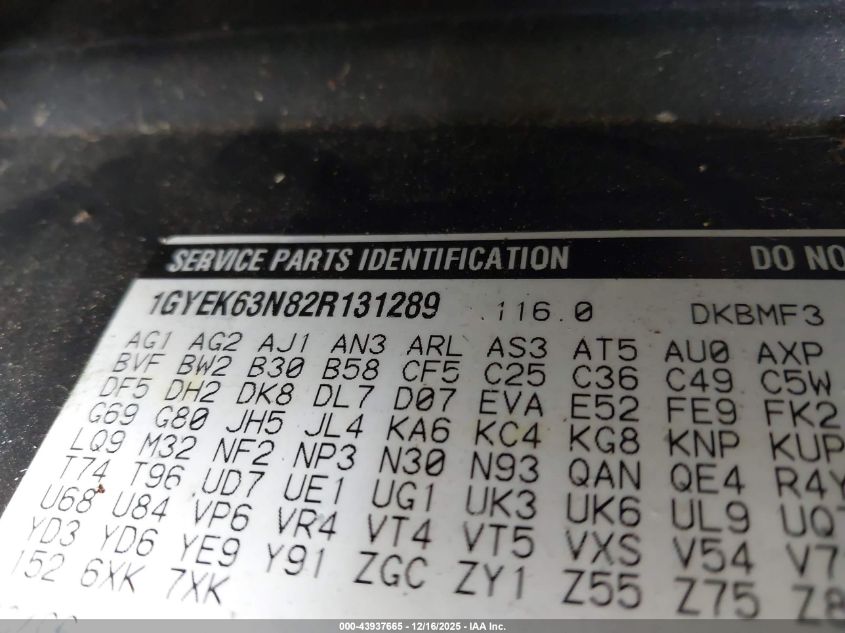 SERVICE PARTS IDENTIFICATION DO NO
1GYEK63N82R131289 116.0 DKBMF3
AG1 AG2 AJ1 AN3 ARL AS3 AT5 AU0 AXP
BVF BW2 B30 B58 CF5 C25 C36 C49 C5W
DF5 DH2 DK8 DL7 D07 EVA E52 FE9 FK2
G69 G80 JH5 JL4 KA6 KC4 KG8 KNP KUP
LQ9 M32 NF2 NP3 N30 N93 QAN QE4 R4Y
T74 T96 UD7 UE1 UG1 UK3 UK6 UL9 UQ7
U68 U84 VP6 VR4 VT4 VT5 VXS V54 V7
YD3 YD6 YE9 Y91 ZGC ZY1 Z55 Z75 Z8
152 6XK 7XK
000-43937665 - 12/16/2025 - IAA Inc.